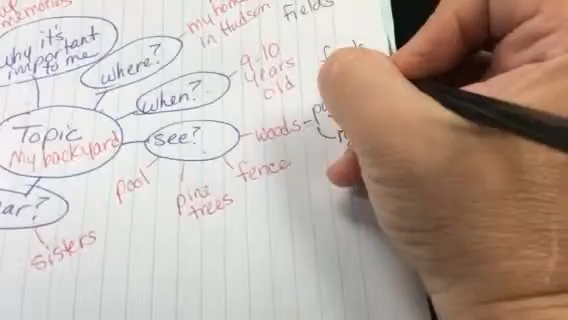 memories
why it's
important
to me
where?
my home
in Hudson
fields
when?
9-10
years
old
Topic
My backyard
see?
woods
pool
pine
trees
fence
sisters